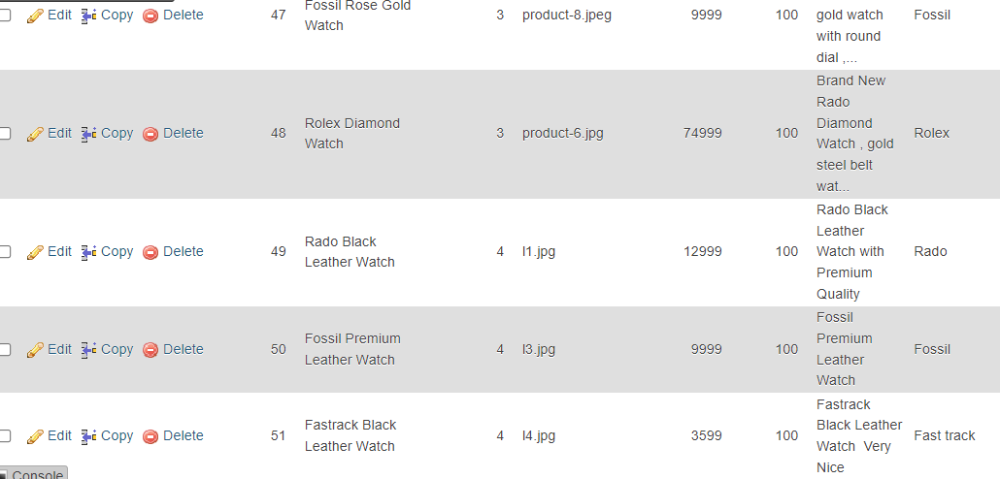 Edit Copy Delete 47 Fossil Rose Gold Watch 3 product-8.jpeg 9999 100 gold watch with round dial ,... Fossil
Edit Copy Delete 48 Rolex Diamond Watch 3 product-6.jpg 74999 100 Brand New Rado Diamond Watch , gold steel belt wat... Rolex
Edit Copy Delete 49 Rado Black Leather Watch 4 l1.jpg 12999 100 Rado Black Leather Watch with Premium Quality Rado
Edit Copy Delete 50 Fossil Premium Leather Watch 4 l3.jpg 9999 100 Fossil Premium Leather Watch Fossil
Edit Copy Delete 51 Fastrack Black Leather Watch 4 l4.jpg 3599 100 Fastrack Black Leather Watch  Very Nice Fast track
Console